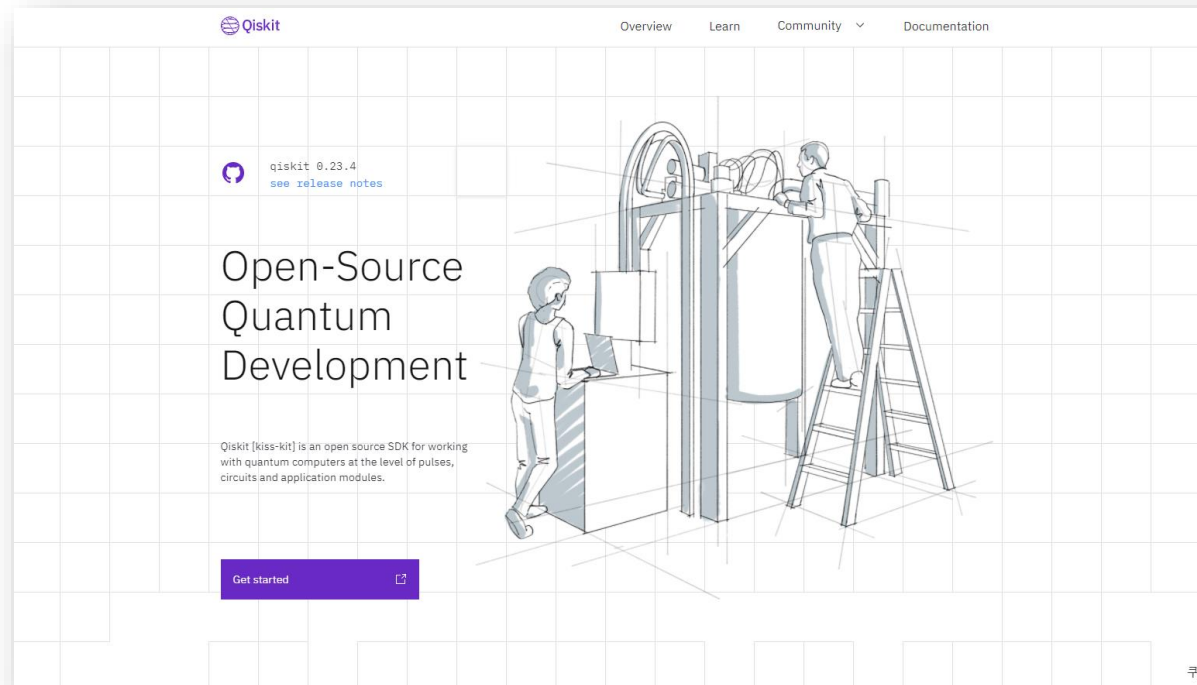 Qiskit
Overview Learn Community Documentation
qiskit 0.23.4
see release notes
Open-Source
Quantum
Development
Qiskit [kiss-kit] is an open source SDK for working
with quantum computers at the level of pulses,
circuits and application modules.
Get started
쿠